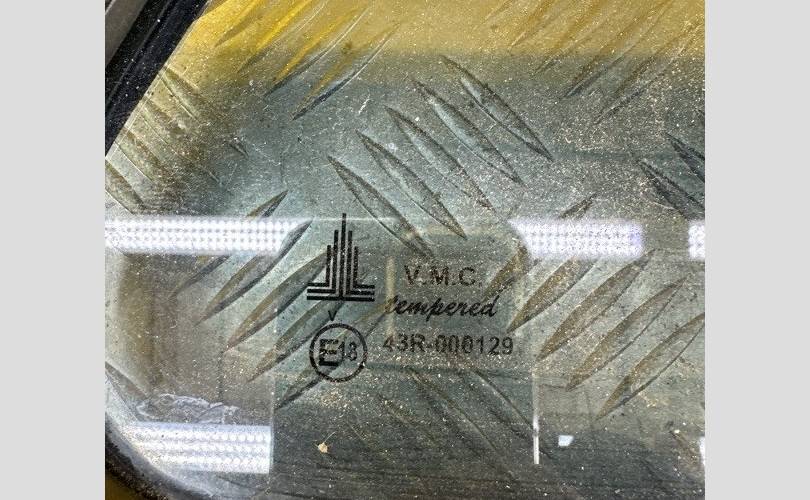 V.M.C.
tempered
V
E18
43R-000129